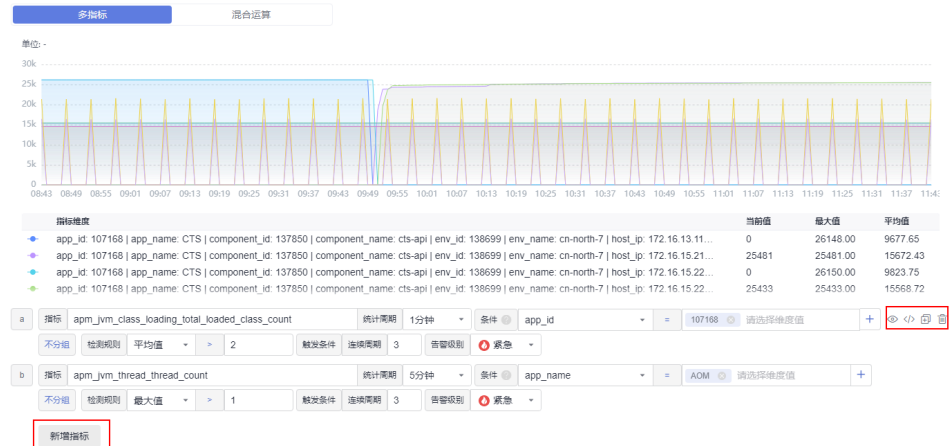 多指标 混合运算
单位: -
30k
25k
20k
15k
10k
5k
0
08:43 08:49 08:55 09:01 09:07 09:13 09:19 09:25 09:31 09:37 09:43 09:49 09:55 10:01 10:07 10:13 10:19 10:25 10:31 10:37 10:43 10:49 10:55 11:01 11:07 11:13 11:19 11:25 11:31 11:37 11:43
指标维度 当前值 最大值 平均值
app_id: 107168 | app_name: CTS | component_id: 137850 | component_name: cts-api | env_id: 138699 | env_name: cn-north-7 | host_ip: 172.16.13.11... 0 26148.00 9677.65
app_id: 107168 | app_name: CTS | component_id: 137850 | component_name: cts-api | env_id: 138699 | env_name: cn-north-7 | host_ip: 172.16.15.21... 25481 25481.00 15672.43
app_id: 107168 | app_name: CTS | component_id: 137850 | component_name: cts-api | env_id: 138699 | env_name: cn-north-7 | host_ip: 172.16.15.22... 0 26150.00 9823.75
app_id: 107168 | app_name: CTS | component_id: 137850 | component_name: cts-api | env_id: 138699 | env_name: cn-north-7 | host_ip: 172.16.15.22... 25433 25433.00 15568.72
a 指标 apm_jvm_class_loading_total_loaded_class_count 统计周期 1分钟 条件 app_id = 107168 请选择维度值 +
不分组 检测规则 平均值 > 2 触发条件 连续周期 3 告警级别 紧急
b 指标 apm_jvm_thread_thread_count 统计周期 5分钟 条件 app_name = AOM 请选择维度值 +
不分组 检测规则 最大值 > 1 触发条件 连续周期 3 告警级别 紧急
新增指标